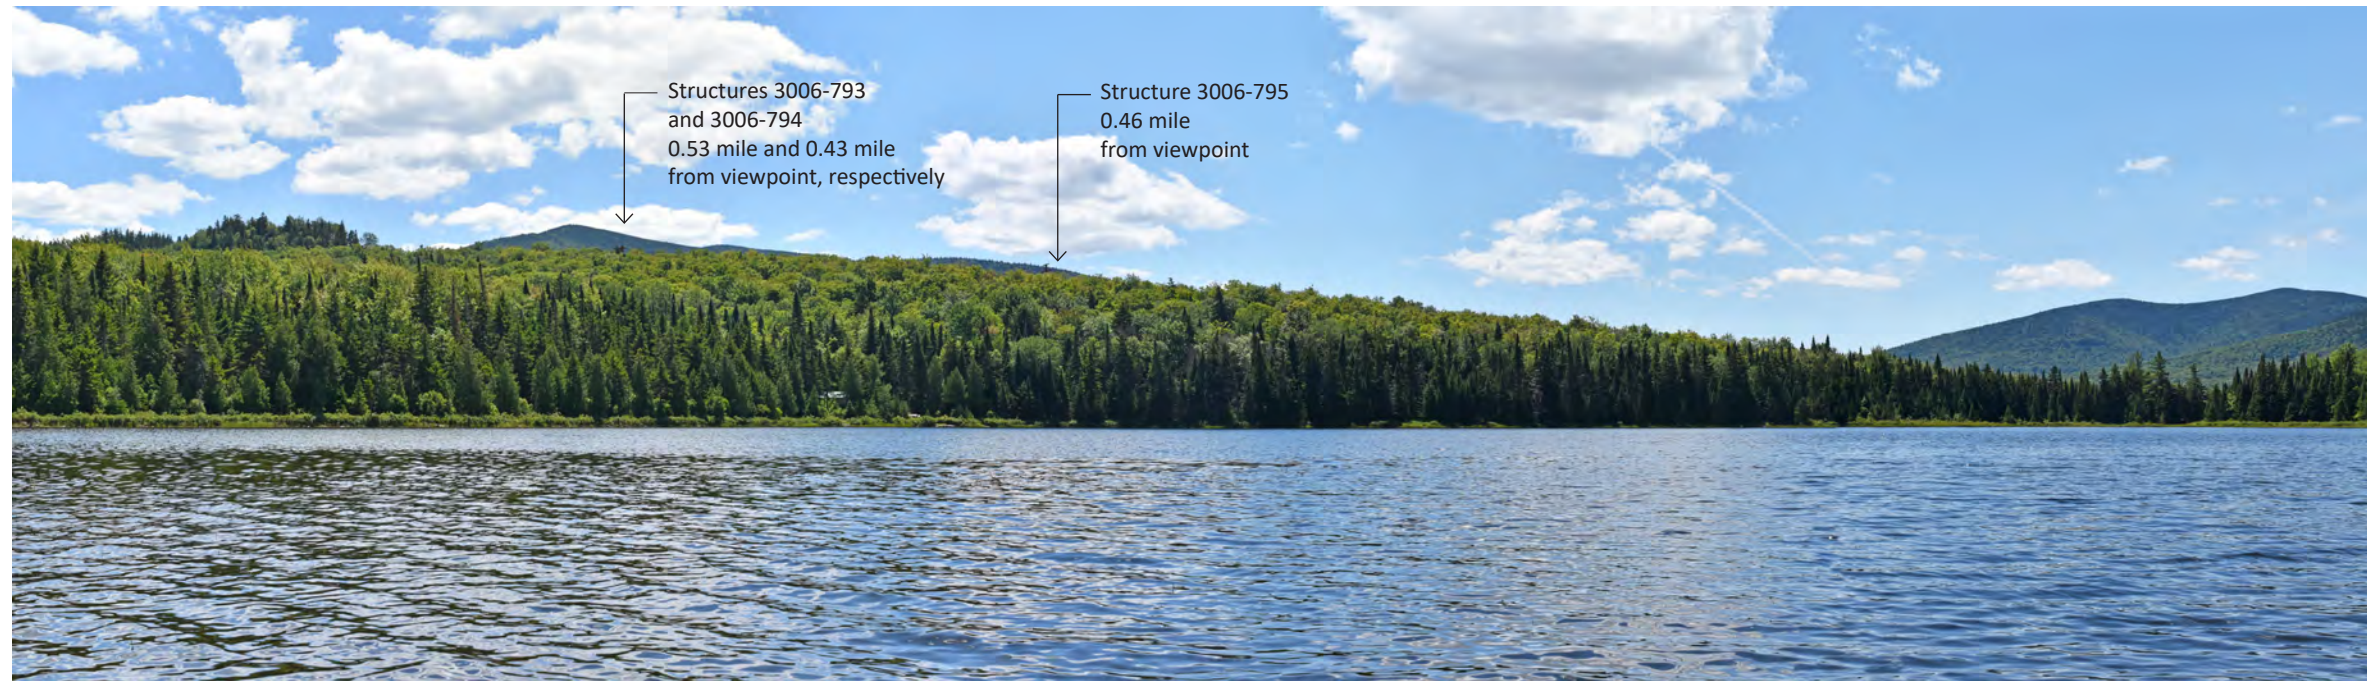 Structures 3006-793
and 3006-794
0.53 mile and 0.43 mile
from viewpoint, respectively
Structure 3006-795
0.46 mile
from viewpoint